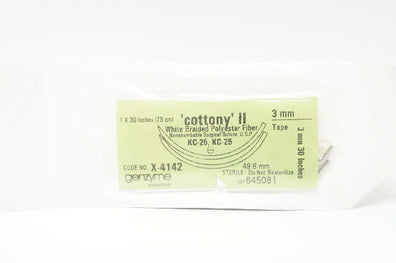 1 X 30 Inches (75 cm)
'cottony' II
3 mm
White Braided Polyester Fiber
Tape
Nonabsorbable Surgical Suture, U.S.P.
KC-25, KC-25
3 mm 30 Inches
CODE NO. X-4142
48.6 mm
genzyme
STERILE: Do Not Resterilize
LOT 645081